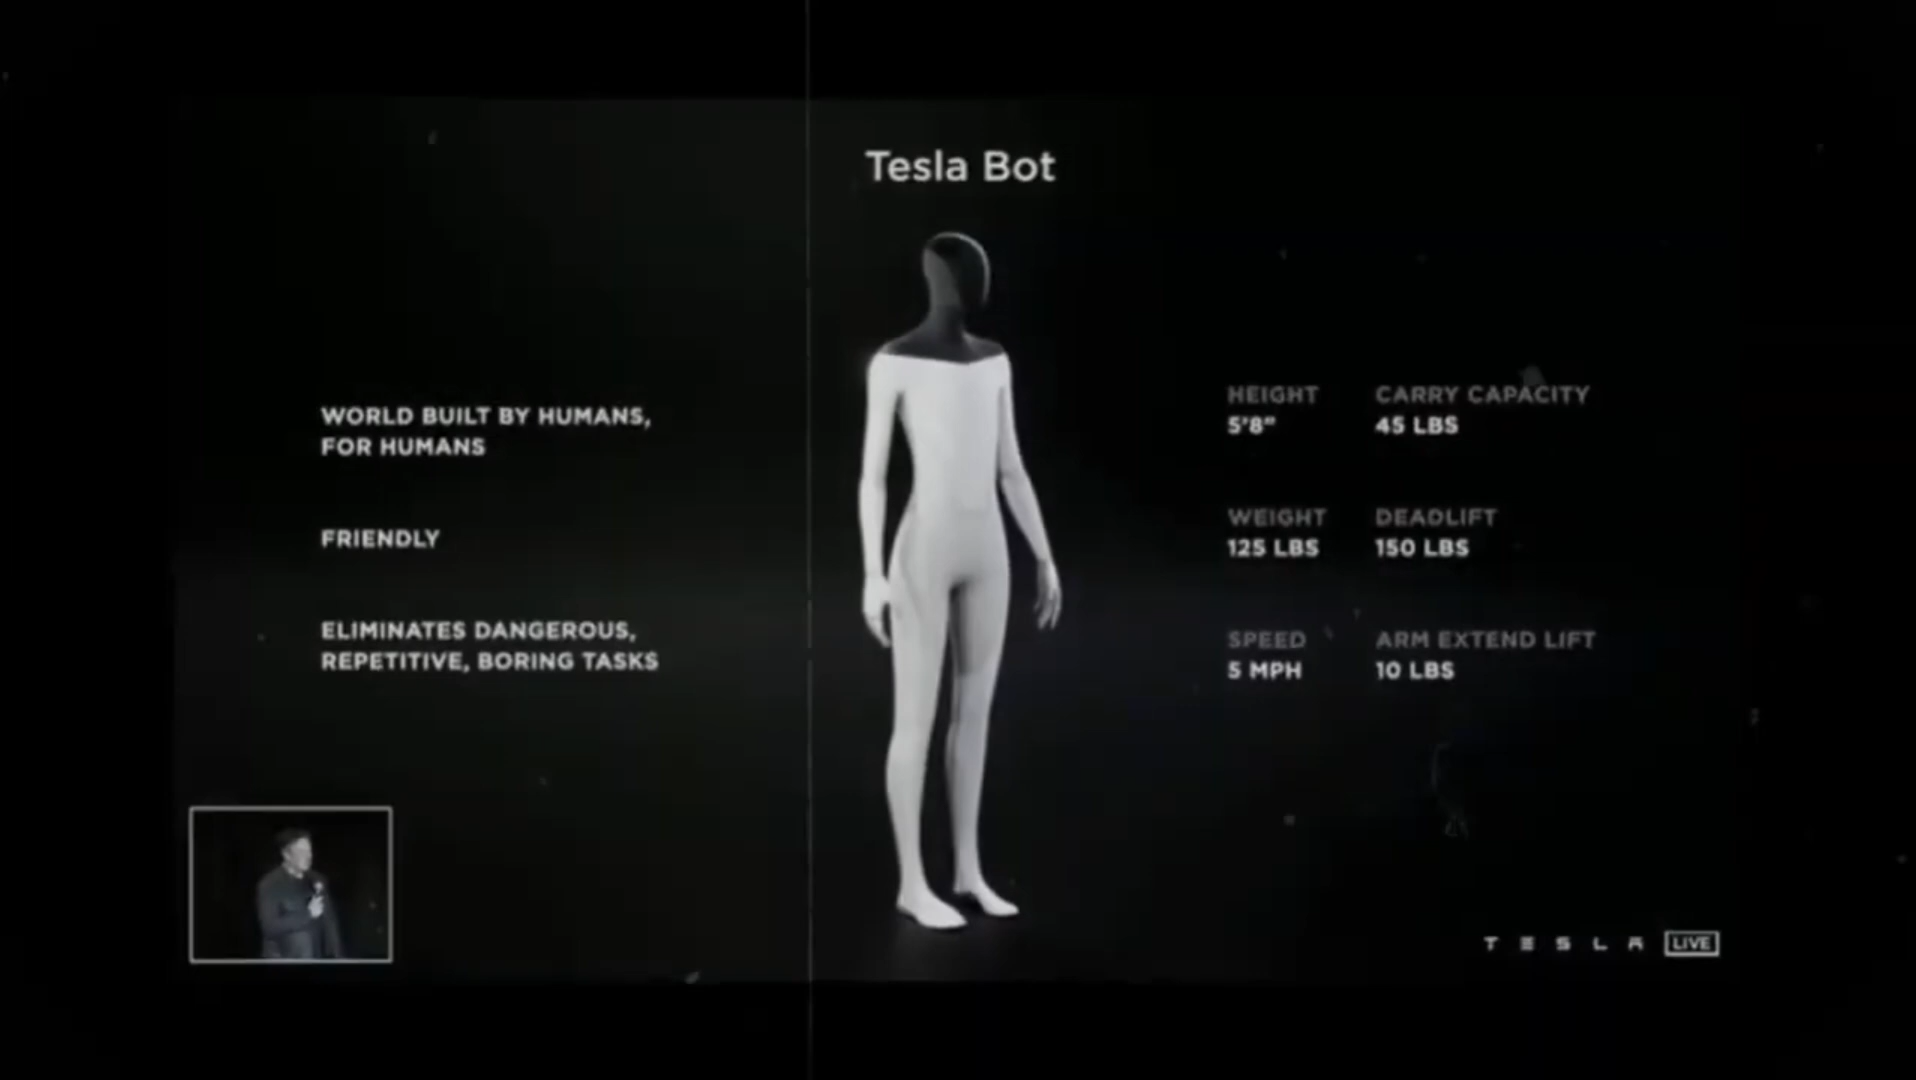 Tesla Bot
WORLD BUILT BY HUMANS,
FOR HUMANS
FRIENDLY
ELIMINATES DANGEROUS,
REPETITIVE, BORING TASKS
HEIGHT
5'8"
CARRY CAPACITY
45 LBS
WEIGHT
125 LBS
DEADLIFT
150 LBS
SPEED
5 MPH
ARM EXTEND LIFT
10 LBS
TESLA LIVE